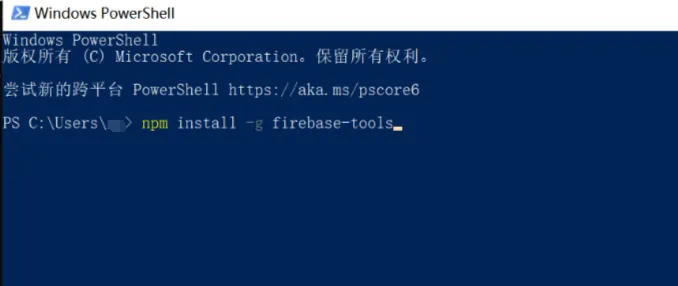 Windows PowerShell
Windows PowerShell
版权所有 (C) Microsoft Corporation。保留所有权利。
尝试新的跨平台 PowerShell https://aka.ms/pscore6
PS C:\Users\> npm install -g firebase-tools